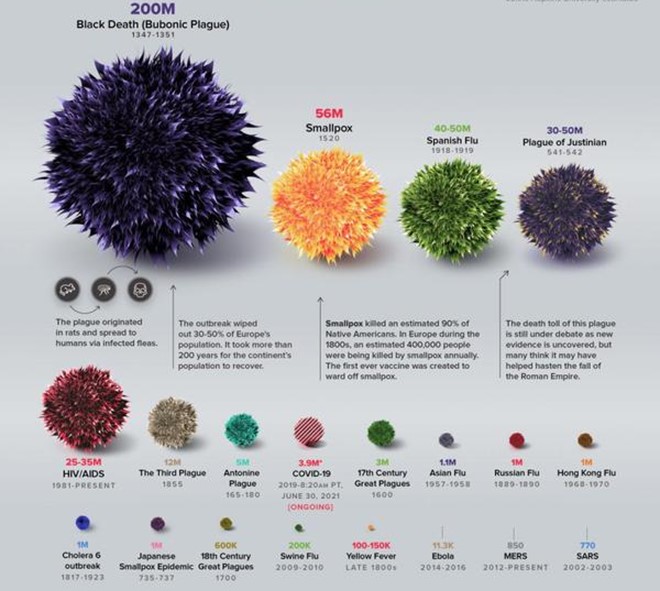 200M
Black Death (Bubonic Plague)
1347-1351
56M
Smallpox
1520
40-50M
Spanish Flu
1918-1919
30-50M
Plague of Justinian
541-542
The plague originated
in rats and spread to
humans via infected fleas.
The outbreak wiped
out 30-50% of Europe's
population. It took more than
200 years for the continent's
population to recover.
Smallpox killed an estimated 90% of
Native Americans. In Europe during the
1800s, an estimated 400,000 people
were being killed by smallpox annually.
The first ever vaccine was created to
ward off smallpox.
The death toll of this plague
is still under debate as new
evidence is uncovered, but
many think it may have
helped hasten the fall of
the Roman Empire.
25-35M
HIV/AIDS
1981-PRESENT
12M
The Third Plague
1855
5M
Antonine
Plague
165-180
3.9M*
COVID-19
2019-8:20AM PT,
JUNE 30, 2021
[ONGOING]
3M
17th Century
Great Plagues
1600
1.1M
Asian Flu
1957-1958
1M
Russian Flu
1889-1890
1M
Hong Kong Flu
1968-1970
1M
Cholera 6
outbreak
1817-1923
1M
Japanese
Smallpox Epidemic
735-737
600K
18th Century
Great Plagues
1700
200K
Swine Flu
2009-2010
100-150K
Yellow Fever
LATE 1800s
11.3K
Ebola
2014-2016
850
MERS
2012-PRESENT
770
SARS
2002-2003